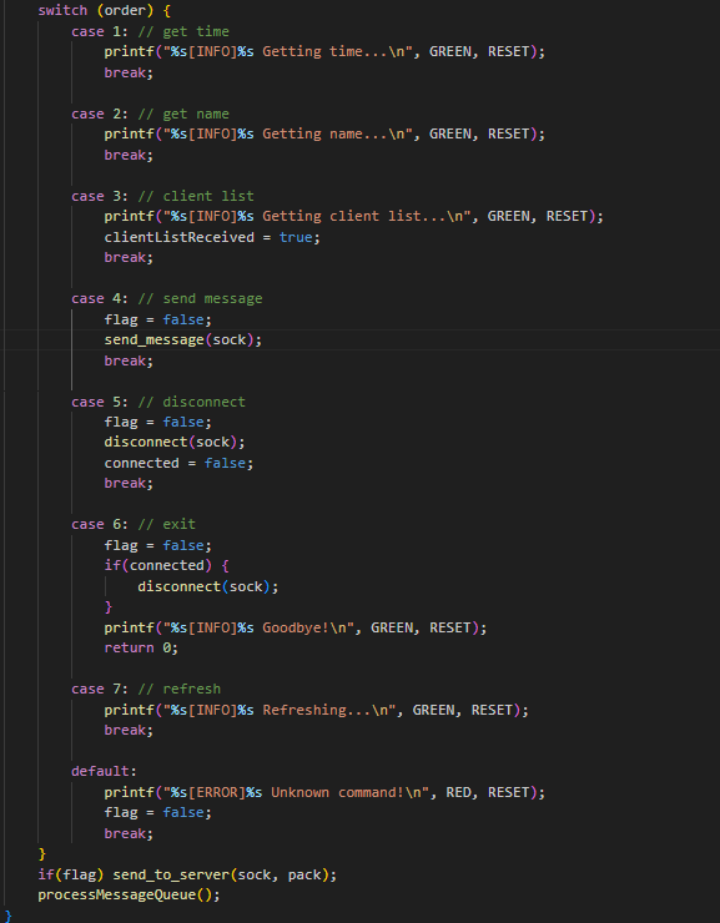 switch (order) {
case 1: // get time
printf("%s[INFO]%s Getting time...\n", GREEN, RESET);
break;
case 2: // get name
printf("%s[INFO]%s Getting name...\n", GREEN, RESET);
break;
case 3: // client list
printf("%s[INFO]%s Getting client list...\n", GREEN, RESET);
clientListReceived = true;
break;
case 4: // send message
flag = false;
send_message(sock);
break;
case 5: // disconnect
flag = false;
disconnect(sock);
connected = false;
break;
case 6: // exit
flag = false;
if(connected) {
disconnect(sock);
}
printf("%s[INFO]%s Goodbye!\n", GREEN, RESET);
return 0;
case 7: // refresh
printf("%s[INFO]%s Refreshing...\n", GREEN, RESET);
break;
default:
printf("%s[ERROR]%s Unknown command!\n", RED, RESET);
flag = false;
break;
}
if(flag) send_to_server(sock, pack);
processMessageQueue();
}